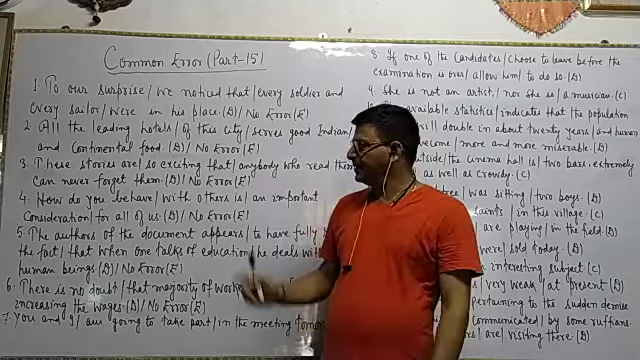 Common Error (Part-15)
1. To our surprise/ we noticed that/ every soldier and
every sailor/ were in his place.(D)/ No Error(E)
2. All the leading hotels/ of this city/ serves good Indian/
and Continental food.(D)/ No Error(E)
3. These stories are/ so exciting that/ anybody who read them
can never forget them.(D)/ No Error(E)
4. How do you behave/ with others is/ an important
Consideration/ for all of us.(D)/ No Error(E)
5. The authors of the document appears/ to have fully
the fact/ that when one talks of education/ he deals
human beings.(D)/ No Error(E)
6. There is no doubt/ that majority of
increasing the wages.(D)/ No Error(E)
7. You and I/ am going to take part/ in the meeting
8. If one of the Candidates/ choose to leave before the
examination is over/ allow him/ to do so.(D)
9. She is not an artist/ nor she is/ a musician.(C)
available statistics/ indicates that the population
double in about twenty years/ and human
/ more and more miserable.(D)
the cinema hall is/ two bars, extremely
as well as crowdy.(C)
was sitting/ two boys.(D)
/ in this village.(C)
are playing/ in the field.(D)
sold today.(D)
interesting subject.(C)
very weak/ at present(D)
pertaining to the sudden demise
communicated/ by some ruffians.
are/ visiting there.(D)